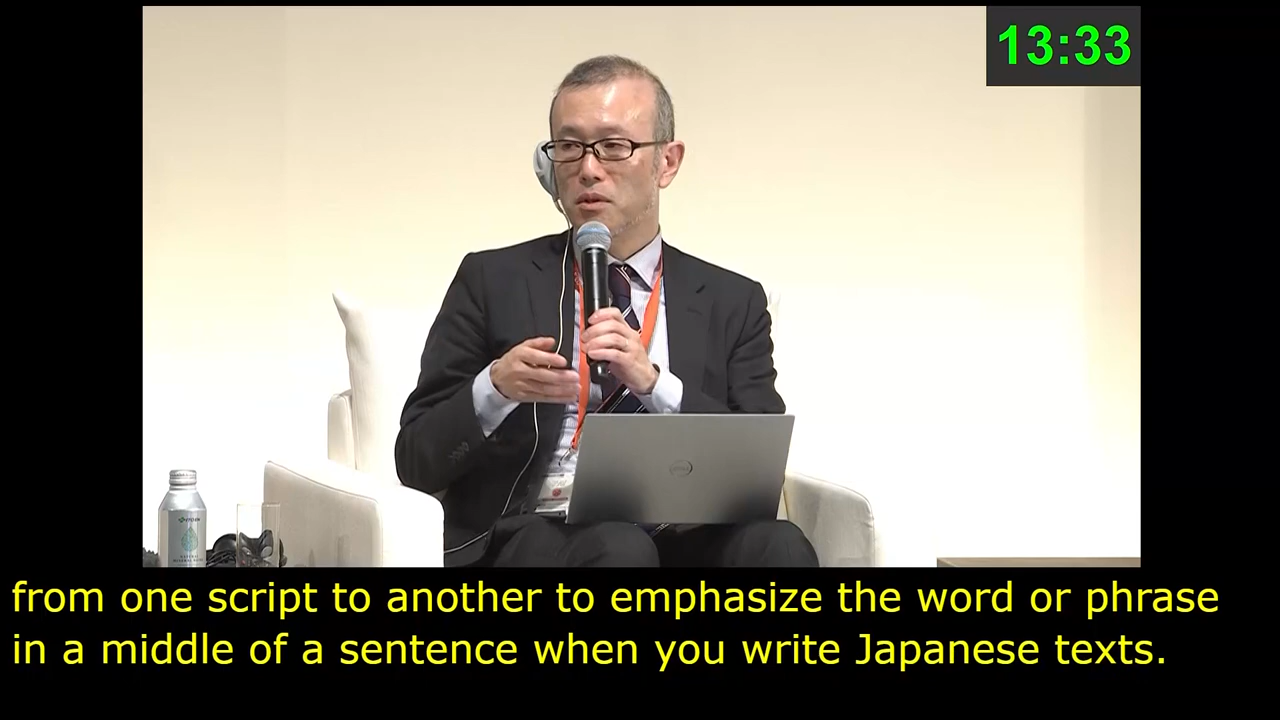 13:33
DELL
from one script to another to emphasize the word or phrase
in a middle of a sentence when you write Japanese texts.